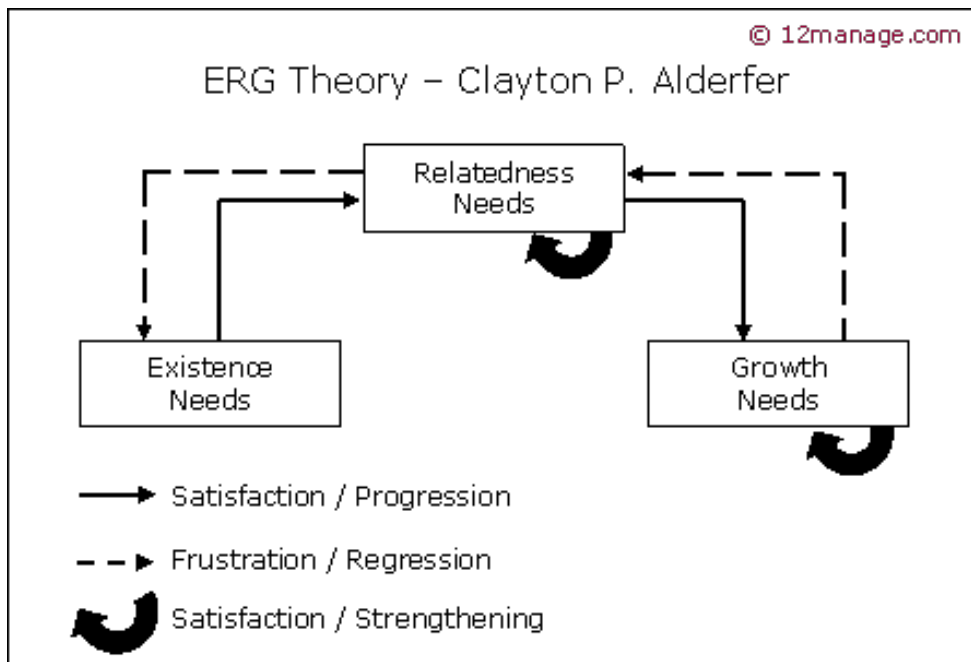 © 12manage.com
ERG Theory – Clayton P. Alderfer
Relatedness
Needs
Existence
Needs
Growth
Needs
Satisfaction / Progression
Frustration / Regression
Satisfaction / Strengthening